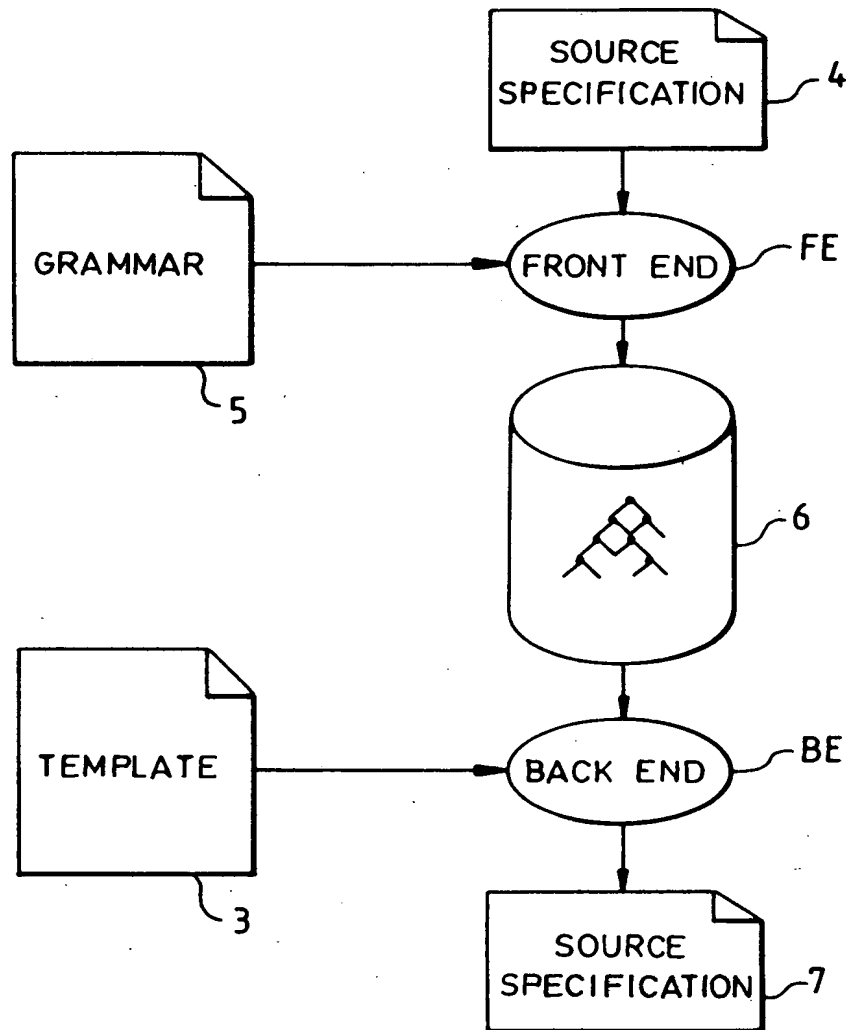 SOURCE
SPECIFICATION
4
GRAMMAR
5
FRONT END
FE
6
TEMPLATE
3
BACK END
BE
SOURCE
SPECIFICATION
7